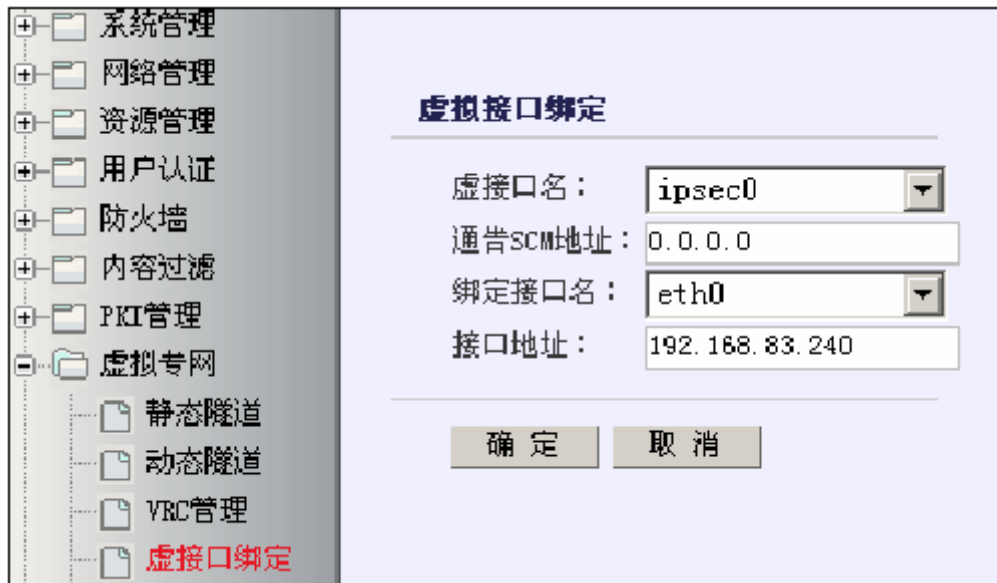 系统管理
网络管理
资源管理
用户认证
防火墙
内容过滤
PKI管理
虚拟专网
静态隧道
动态隧道
VRC管理
虚接口绑定
虚拟接口绑定
虚接口名： ipsec0
通告SCM地址： 0.0.0.0
绑定接口名： eth0
接口地址： 192.168.83.240
确定 取消